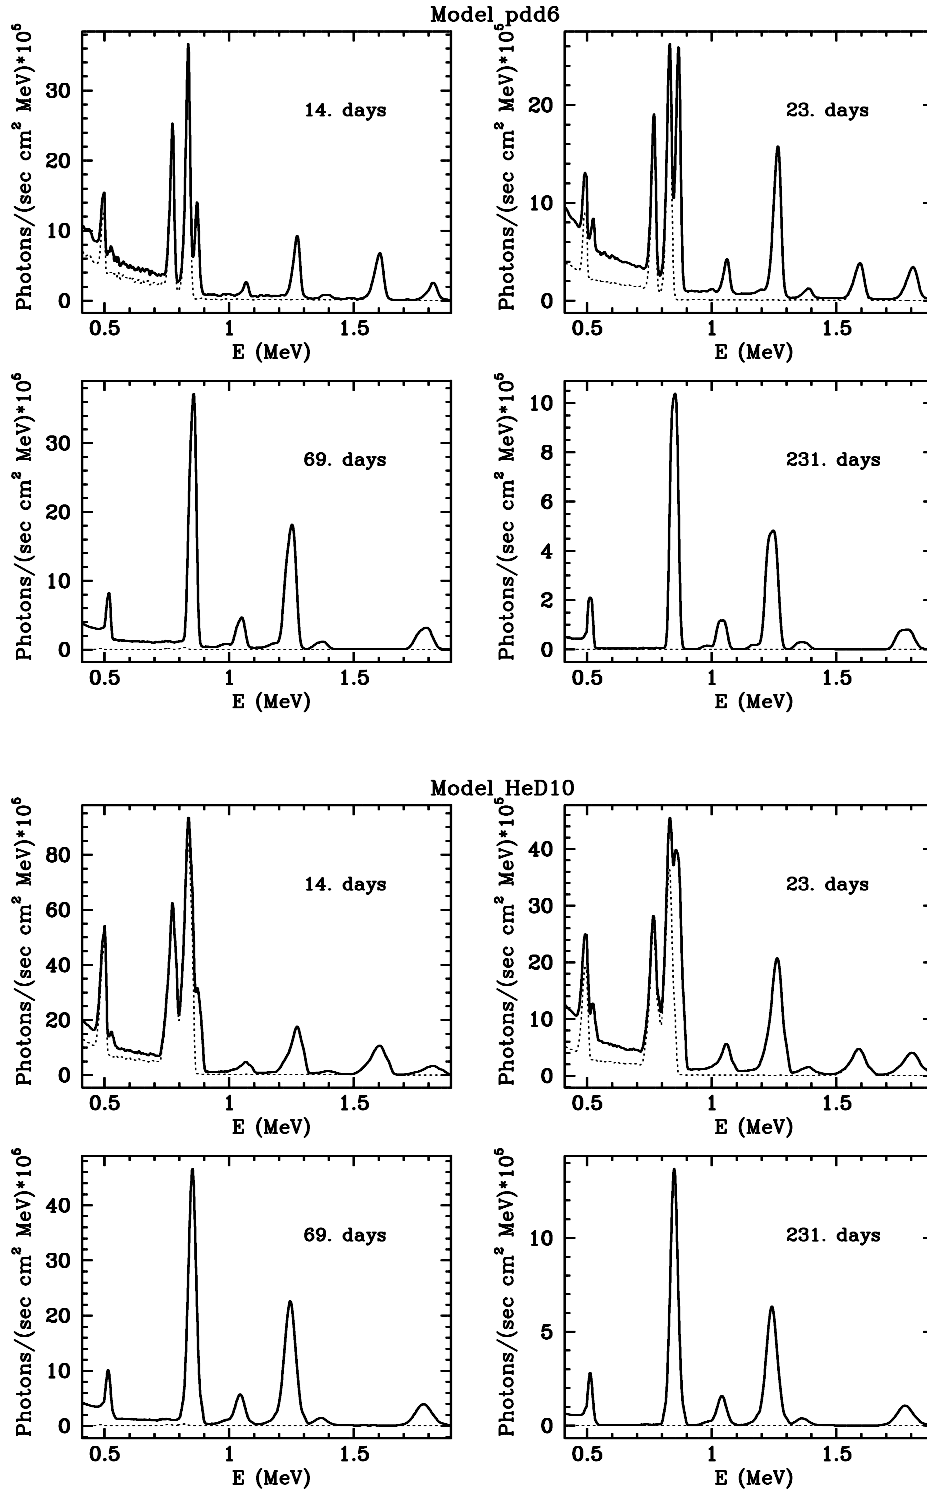 Model pdd6
Photons/(sec cm² MeV)*10⁵
30
20
10
0
14. days
0.5 1 1.5
E (MeV)
Photons/(sec cm² MeV)*10⁵
20
10
0
23. days
0.5 1 1.5
E (MeV)
Photons/(sec cm² MeV)*10⁵
30
20
10
0
69. days
0.5 1 1.5
E (MeV)
Photons/(sec cm² MeV)*10⁵
10
8
6
4
2
0
231. days
0.5 1 1.5
E (MeV)
Model HeD10
Photons/(sec cm² MeV)*10⁵
80
60
40
20
0
14. days
0.5 1 1.5
E (MeV)
Photons/(sec cm² MeV)*10⁵
40
30
20
10
0
23. days
0.5 1 1.5
E (MeV)
Photons/(sec cm² MeV)*10⁵
40
30
20
10
0
69. days
0.5 1 1.5
E (MeV)
Photons/(sec cm² MeV)*10⁵
10
5
0
231. days
0.5 1 1.5
E (MeV)